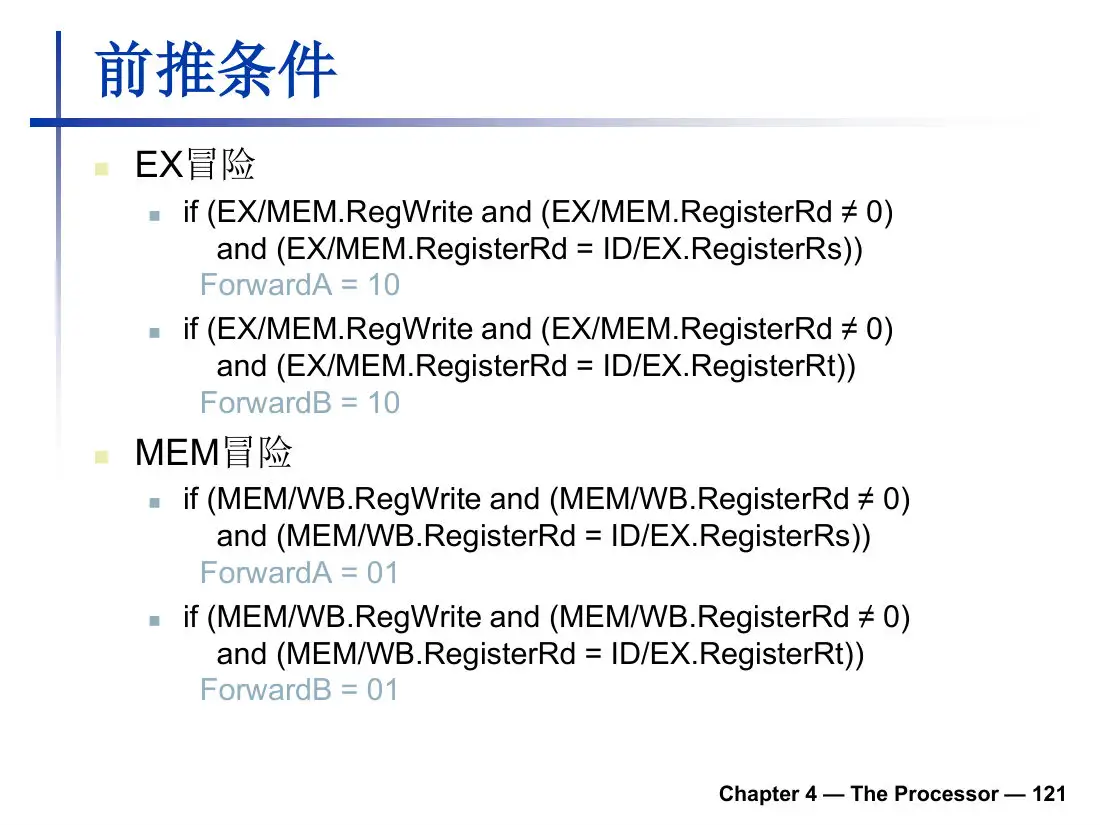 前推条件
EX冒险
if (EX/MEM.RegWrite and (EX/MEM.RegisterRd ≠ 0)
and (EX/MEM.RegisterRd = ID/EX.RegisterRs))
ForwardA = 10
if (EX/MEM.RegWrite and (EX/MEM.RegisterRd ≠ 0)
and (EX/MEM.RegisterRd = ID/EX.RegisterRt))
ForwardB = 10
MEM冒险
if (MEM/WB.RegWrite and (MEM/WB.RegisterRd ≠ 0)
and (MEM/WB.RegisterRd = ID/EX.RegisterRs))
ForwardA = 01
if (MEM/WB.RegWrite and (MEM/WB.RegisterRd ≠ 0)
and (MEM/WB.RegisterRd = ID/EX.RegisterRt))
ForwardB = 01
Chapter 4 — The Processor — 121